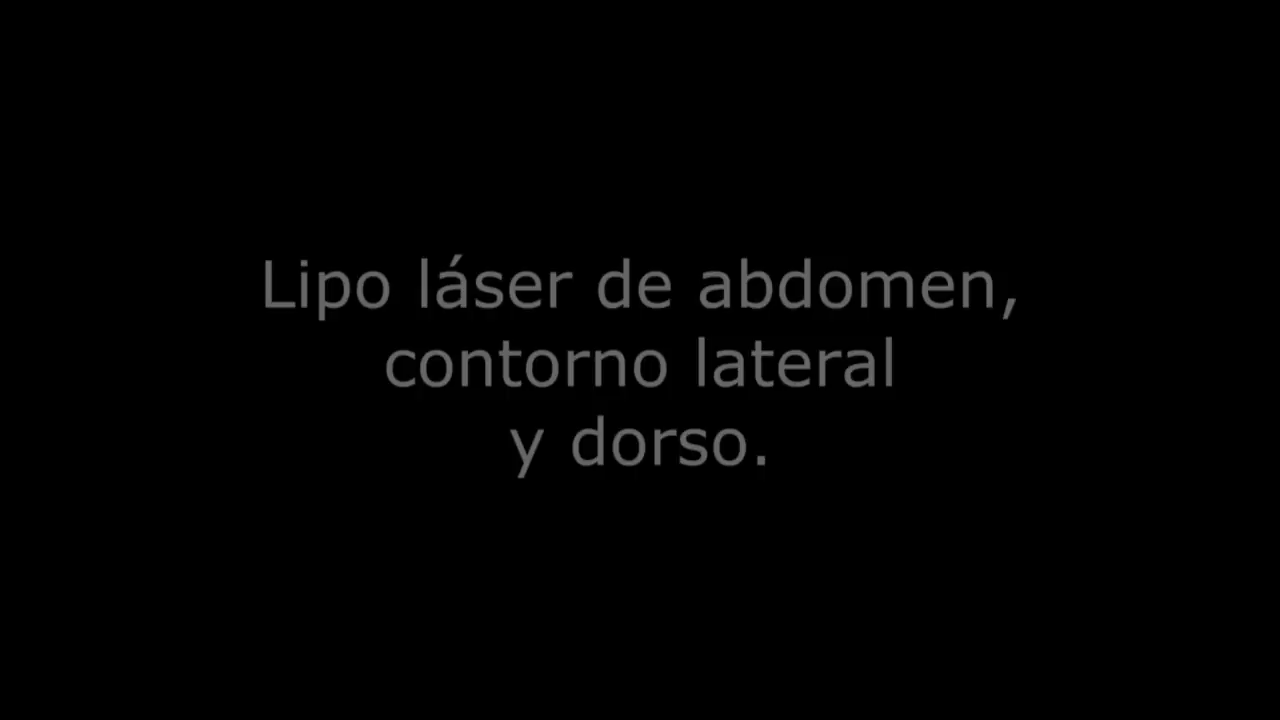 Lipo láser de abdomen,
contorno lateral
y dorso.